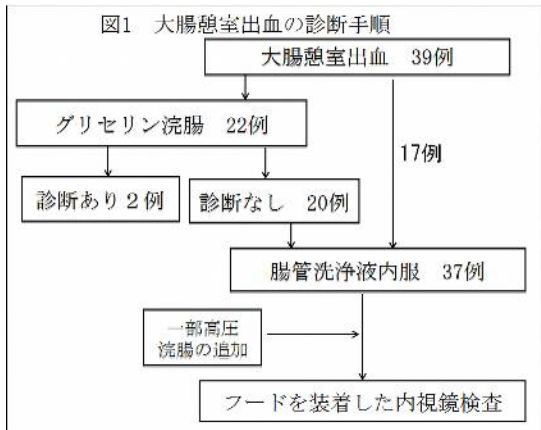 図1　大腸憩室出血の診断手順
大腸憩室出血　39例
グリセリン浣腸　22例
17例
診断あり２例
診断なし　20例
腸管洗浄液内服　37例
一部高圧
浣腸の追加
フードを装着した内視鏡検査